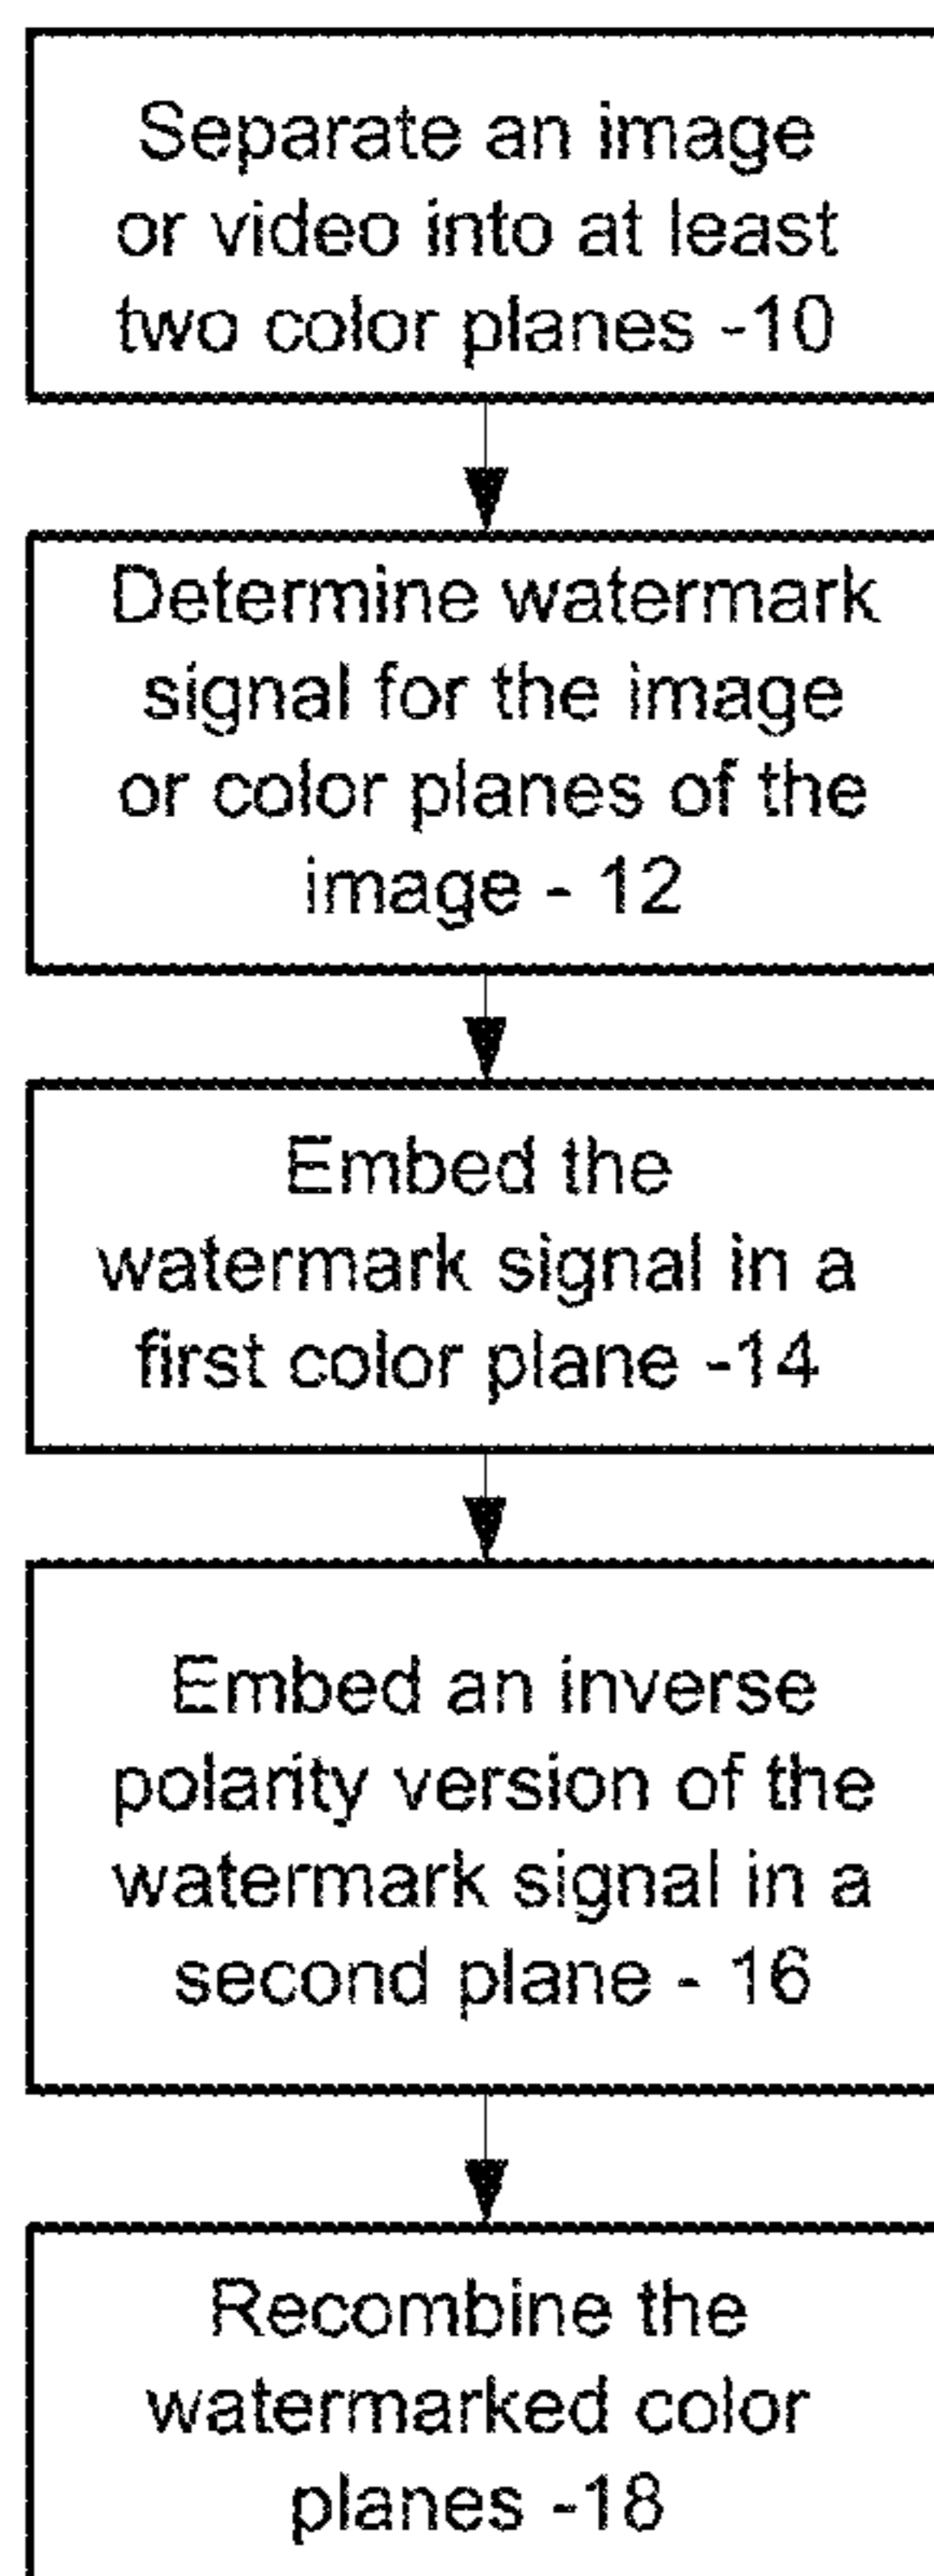 Separate an image
or video into at least
two color planes -10
Determine watermark
signal for the image
or color planes of the
image - 12
Embed the
watermark signal in a
first color plane -14
Embed an inverse
polarity version of the
watermark signal in a
second plane - 16
Recombine the
watermarked color
planes -18